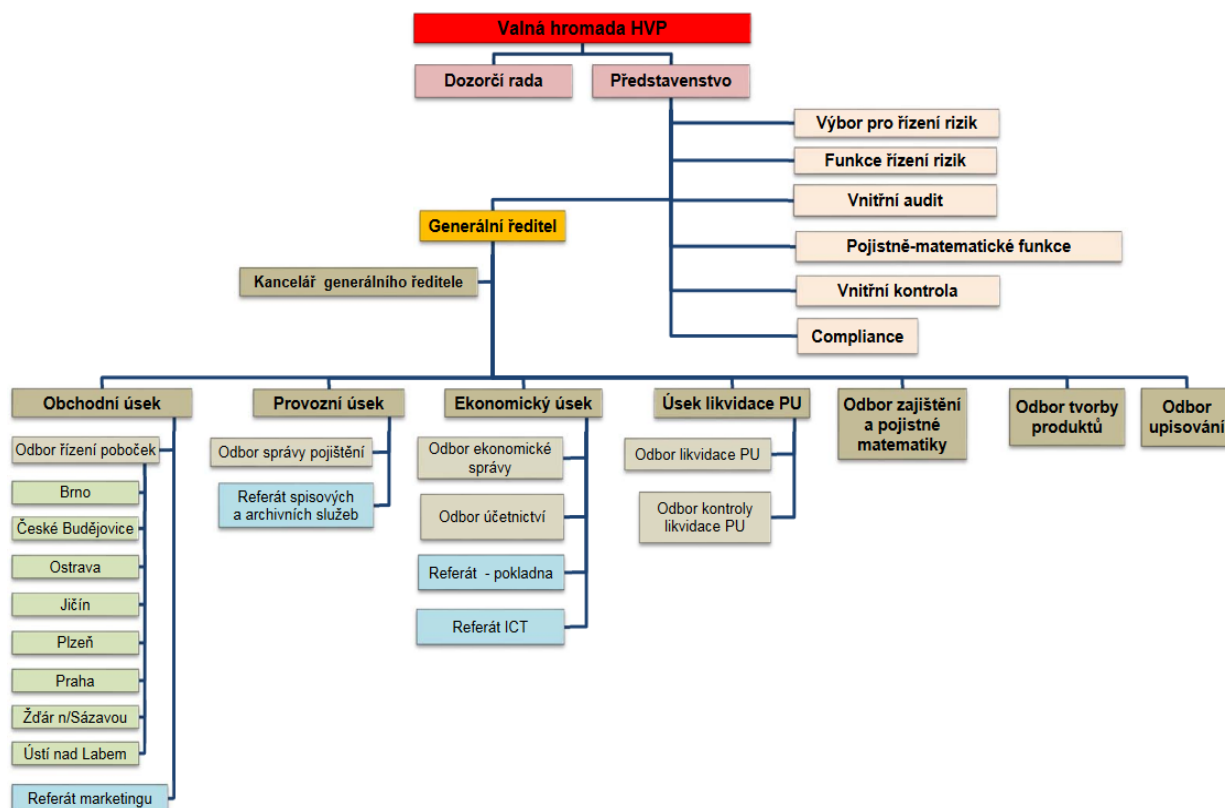 Valná hromada HVP
Dozorčí rada
Představenstvo
Výbor pro řízení rizik
Funkce řízení rizik
Vnitřní audit
Generální ředitel
Pojistně-matematické funkce
Kancelář generálního ředitele
Vnitřní kontrola
Compliance
Obchodní úsek
Odbor řízení poboček
Brno
České Budějovice
Ostrava
Jičín
Plzeň
Praha
Žďár n/Sázavou
Ústí nad Labem
Referát marketingu
Provozní úsek
Odbor správy pojištění
Referát spisových
a archivních služeb
Ekonomický úsek
Odbor ekonomické
správy
Odbor účetnictví
Referát - pokladna
Referát ICT
Úsek likvidace PU
Odbor likvidace PU
Odbor kontroly
likvidace PU
Odbor zajištění
a pojistné
matematiky
Odbor tvorby
produktů
Odbor
upisování